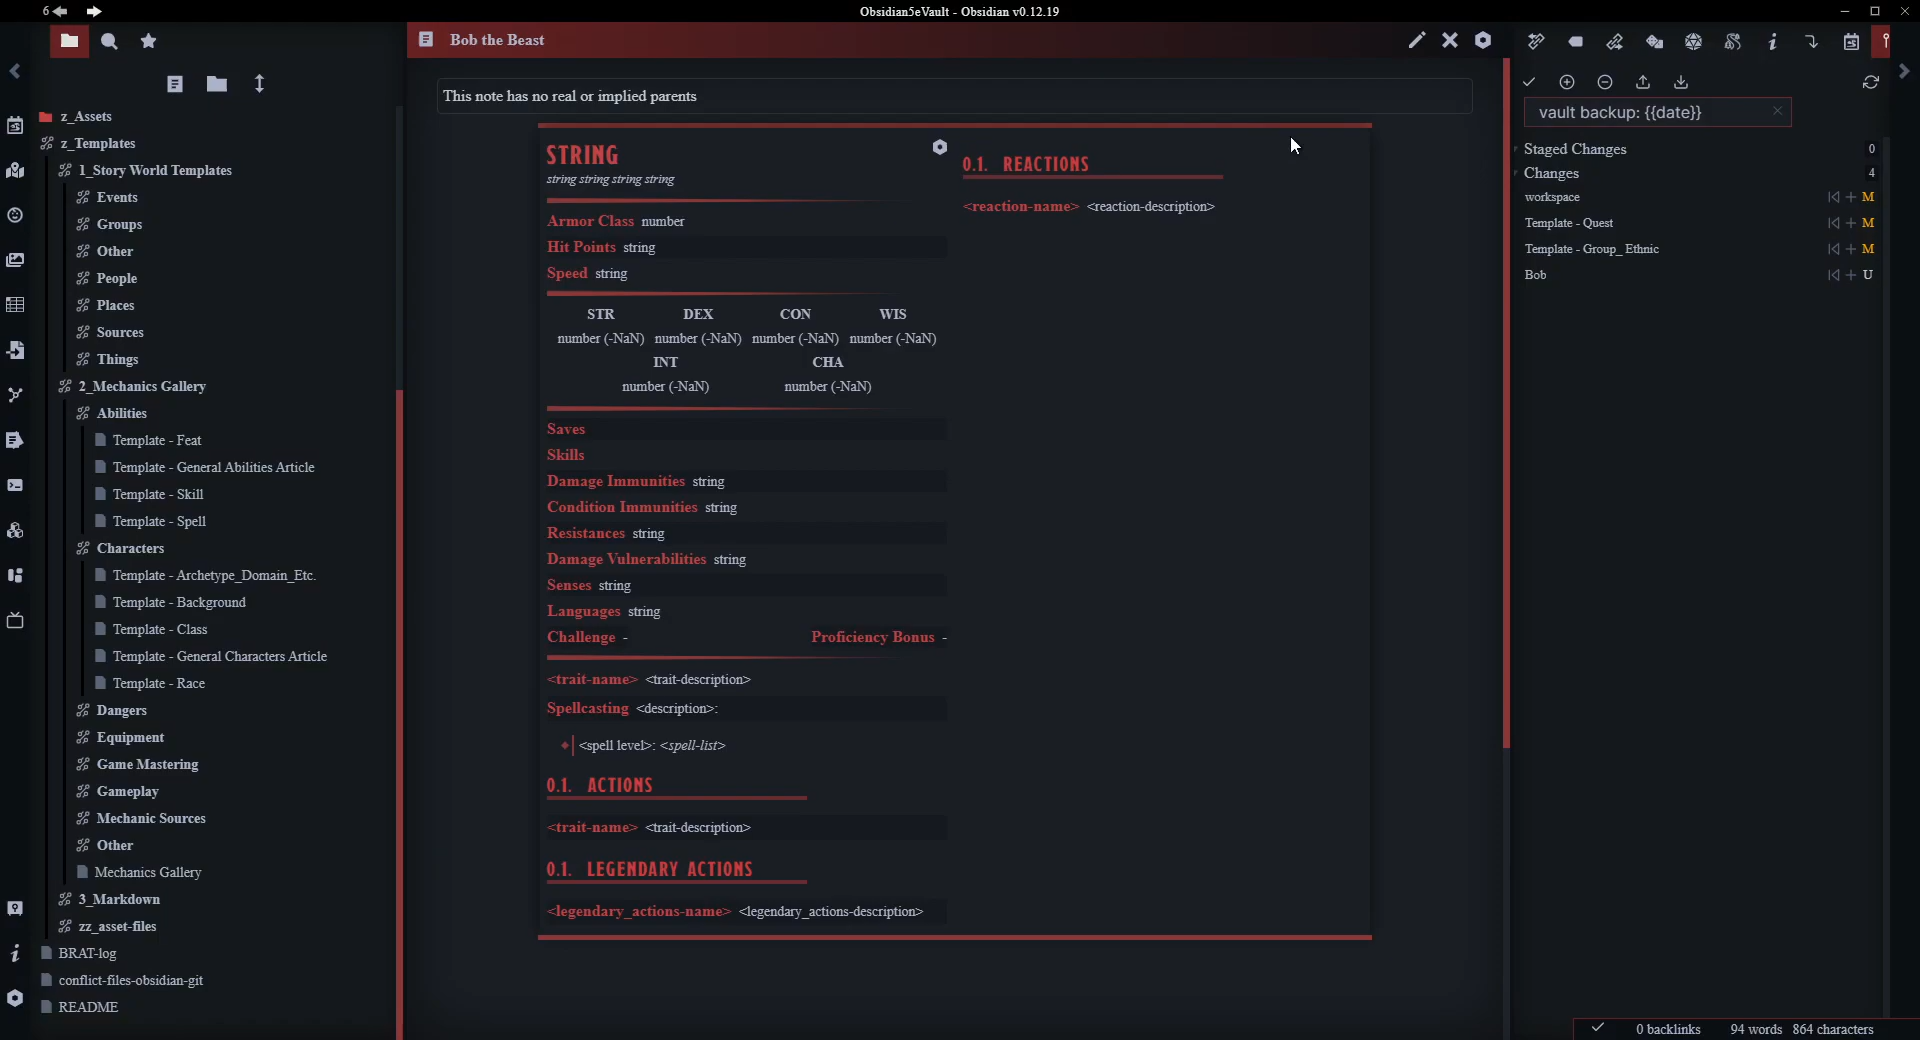 6
Obsidian5eVault - Obsidian v0.12.19
z_Assets
z_Templates
1_Story World Templates
Events
Groups
Other
People
Places
Sources
Things
2_Mechanics Gallery
Abilities
Template - Feat
Template - General Abilities Article
Template - Skill
Template - Spell
Characters
Template - Archetype_Domain_Etc.
Template - Background
Template - Class
Template - General Characters Article
Template - Race
Dangers
Equipment
Game Mastering
Gameplay
Mechanic Sources
Other
Mechanics Gallery
3_Markdown
zz_asset-files
BRAT-log
conflict-files-obsidian-git
README
Bob the Beast
This note has no real or implied parents
STRING
string string string string
Armor Class number
Hit Points string
Speed string
STR DEX CON WIS
number (-NaN) number (-NaN) number (-NaN) number (-NaN)
INT CHA
number (-NaN) number (-NaN)
Saves
Skills
Damage Immunities string
Condition Immunities string
Resistances string
Damage Vulnerabilities string
Senses string
Languages string
Challenge - Proficiency Bonus -
<trait-name> <trait-description>
Spellcasting <description>:
<spell level>: <spell-list>
0.1. ACTIONS
<trait-name> <trait-description>
0.1. LEGENDARY ACTIONS
<legendary_actions-name> <legendary_actions-description>
0.1. REACTIONS
<reaction-name> <reaction-description>
vault backup: {{date}}
Staged Changes 0
Changes 4
workspace M
Template - Quest M
Template - Group_ Ethnic M
Bob U
0 backlinks 94 words 864 characters